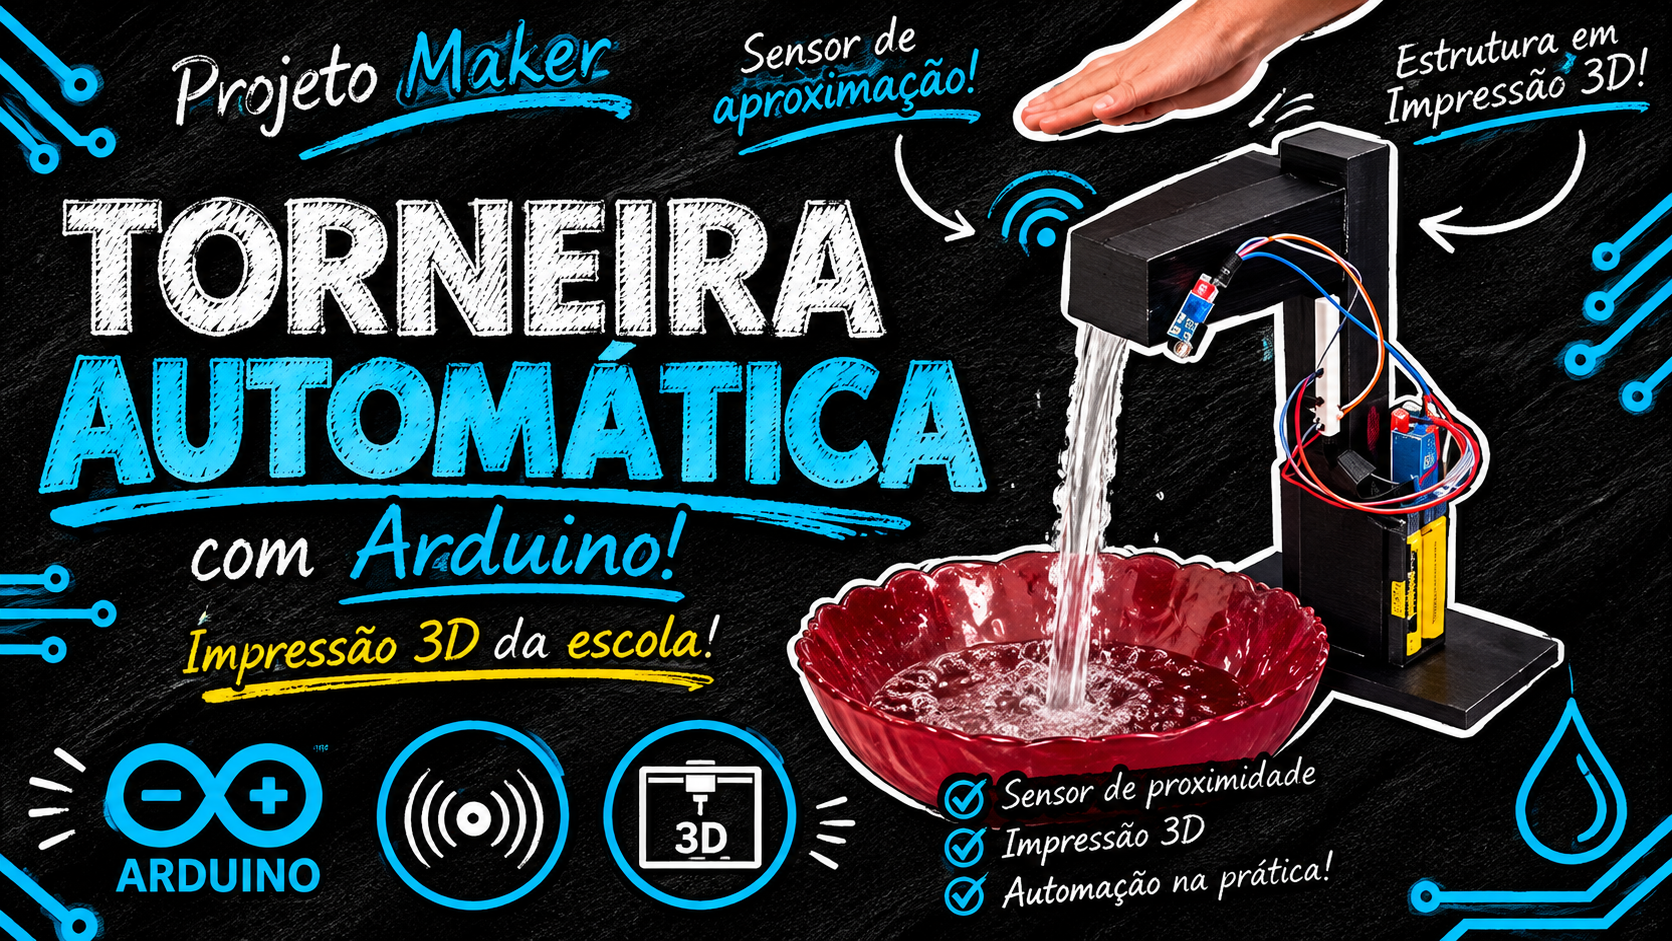 Projeto Maker
Sensor de
aproximação!
Estrutura em
Impressão 3D!
TORNEIRA
AUTOMÁTICA
com Arduino!
Impressão 3D da escola!
ARDUINO
3D
Sensor de proximidade
Impressão 3D
Automação na prática!